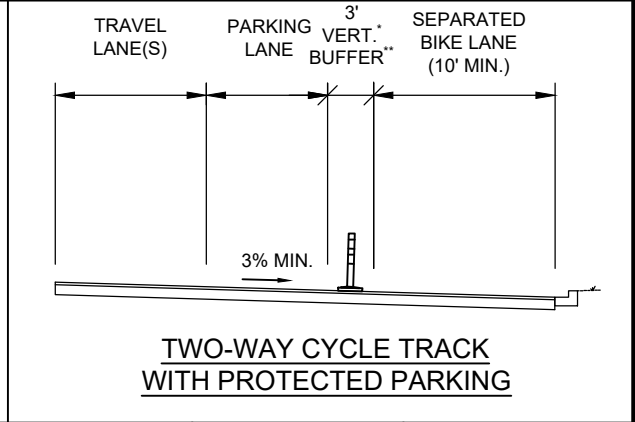 TRAVEL
LANE(S)
PARKING
LANE
3'
VERT.*
BUFFER**
SEPARATED
BIKE LANE
(10' MIN.)
3% MIN.
TWO-WAY CYCLE TRACK
WITH PROTECTED PARKING